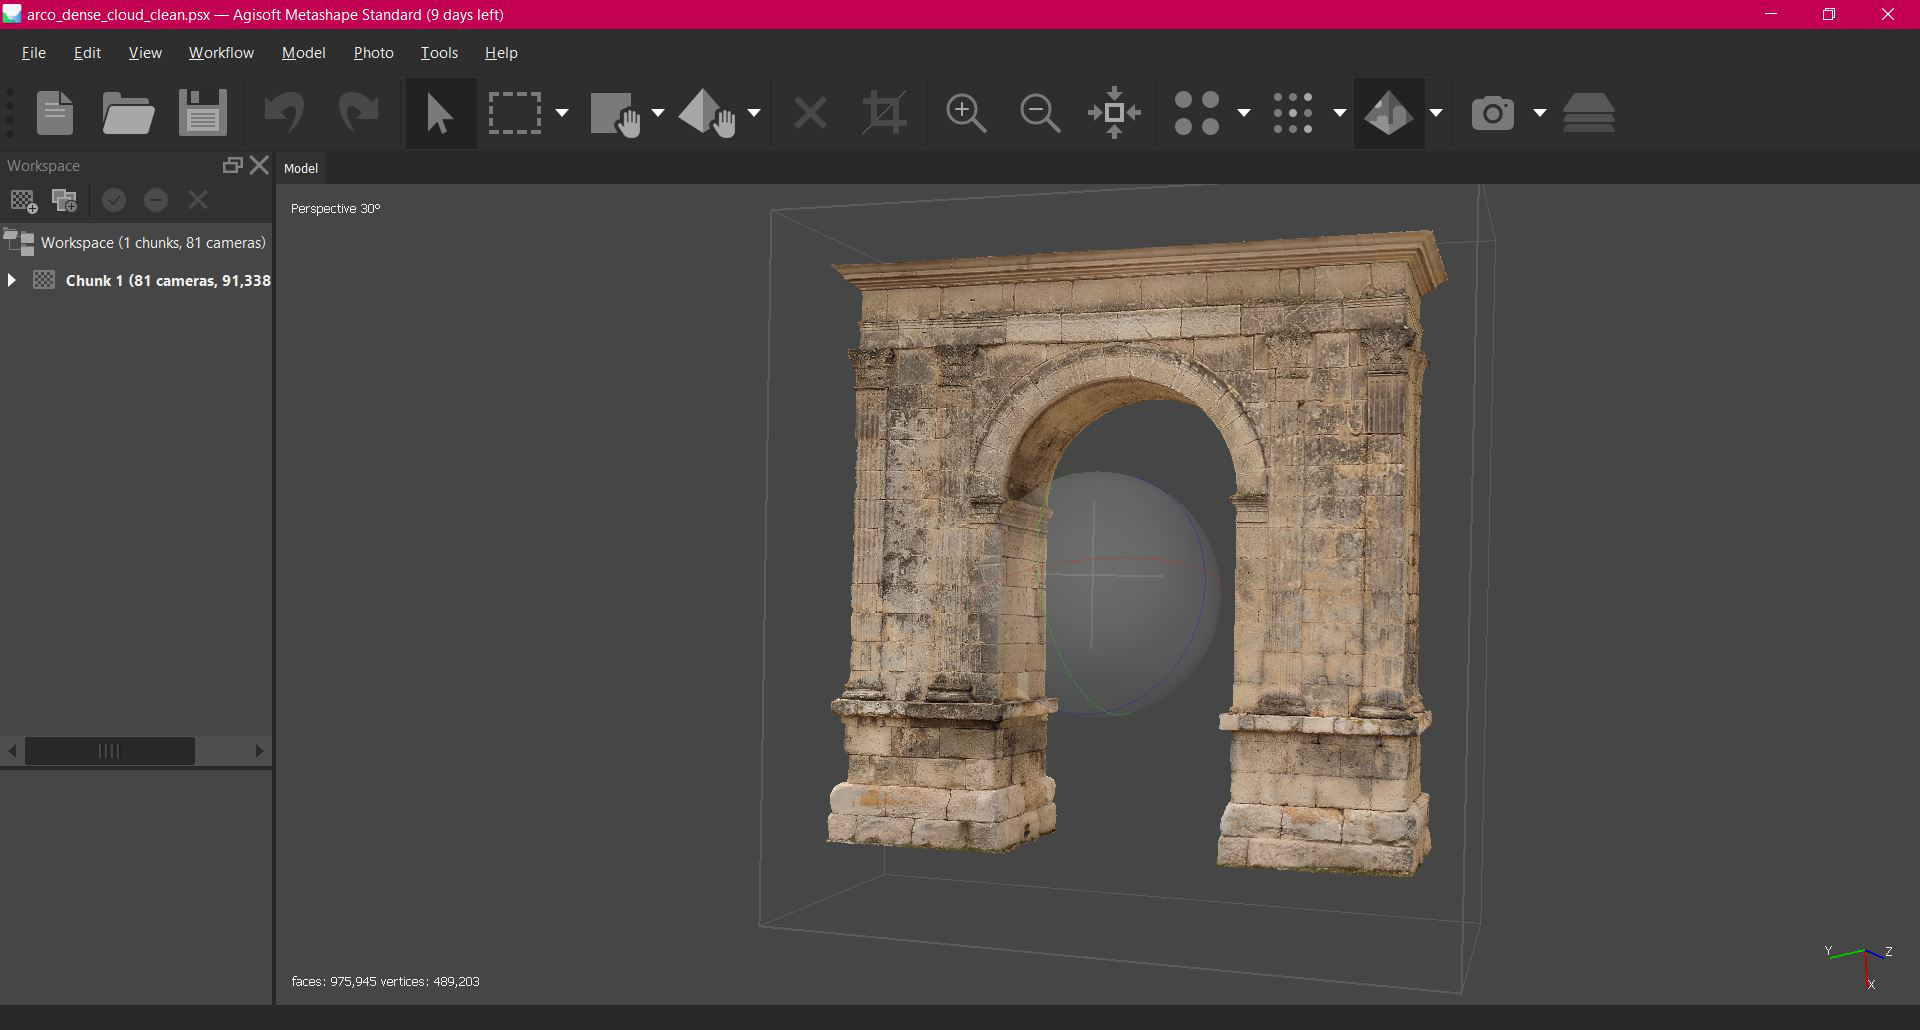 arco_dense_cloud_clean.psx — Agisoft Metashape Standard (9 days left)
File Edit View Workflow Model Photo Tools Help
Workspace
Model
Perspective 30°
Workspace (1 chunks, 81 cameras)
Chunk 1 (81 cameras, 91,338
faces: 975,945 vertices: 489,203
Y
Z
X